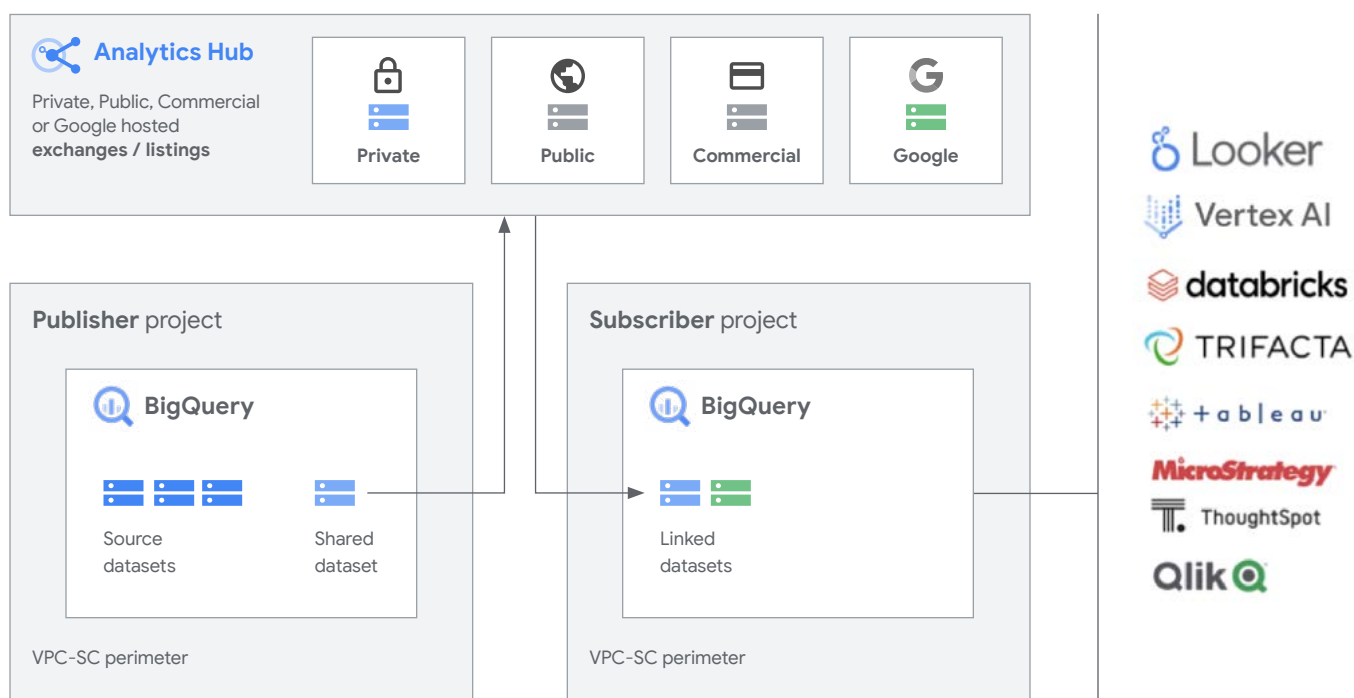 Analytics Hub
Private, Public, Commercial
or Google hosted
exchanges / listings
Private
Public
Commercial
Google
Publisher project
BigQuery
Source
datasets
Shared
dataset
VPC-SC perimeter
Subscriber project
BigQuery
Linked
datasets
VPC-SC perimeter
Looker
Vertex AI
databricks
TRIFACTA
+ableau
MicroStrategy
ThoughtSpot
Qlik